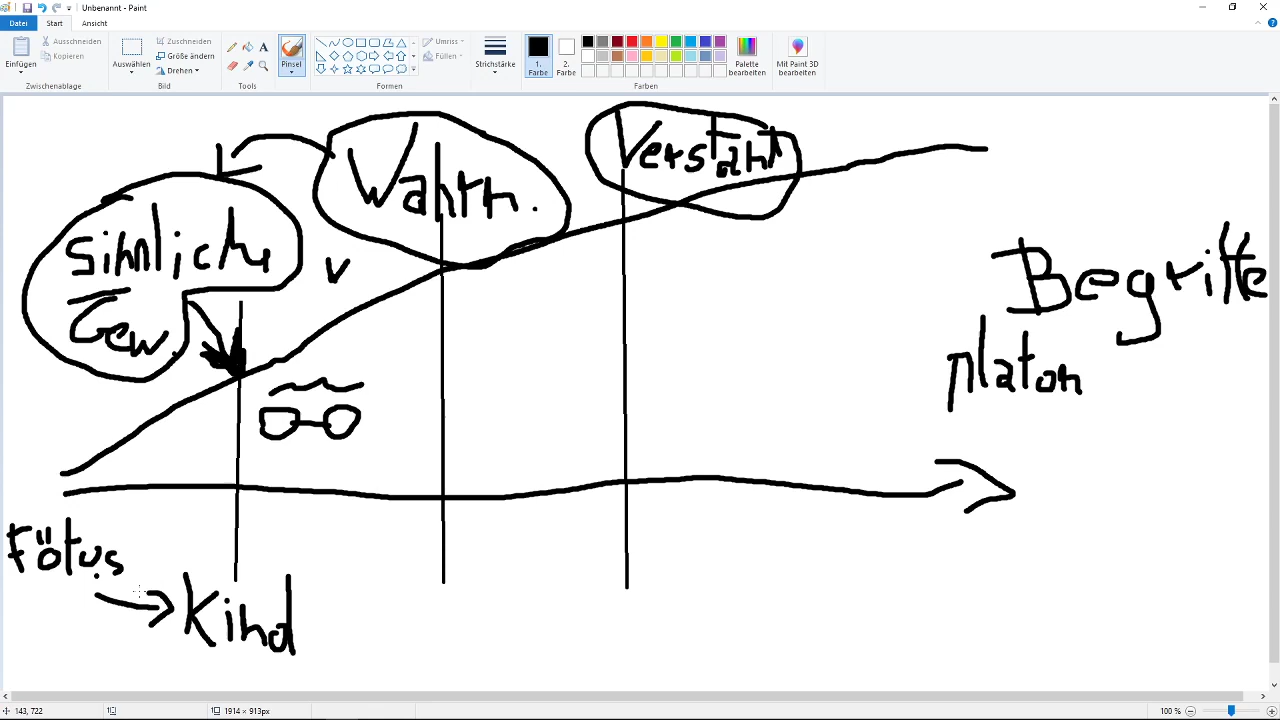 Unbenannt - Paint
Datei
Start
Ansicht
Einfügen
Ausschneiden
Kopieren
Zwischenablage
Auswählen
Zuschneiden
Größe ändern
Drehen
Bild
A
Tools
Pinsel
Umriss
Füllen
Formen
Strichstärke
1.
Farbe
2.
Farbe
Palette
bearbeiten
Farben
Mit Paint 3D
bearbeiten
Verstant
Wahrn.
Sinnliche
Gew.
v
Begriffe
platon
Fötus
Kind
143, 722
1914 × 913px
100 %